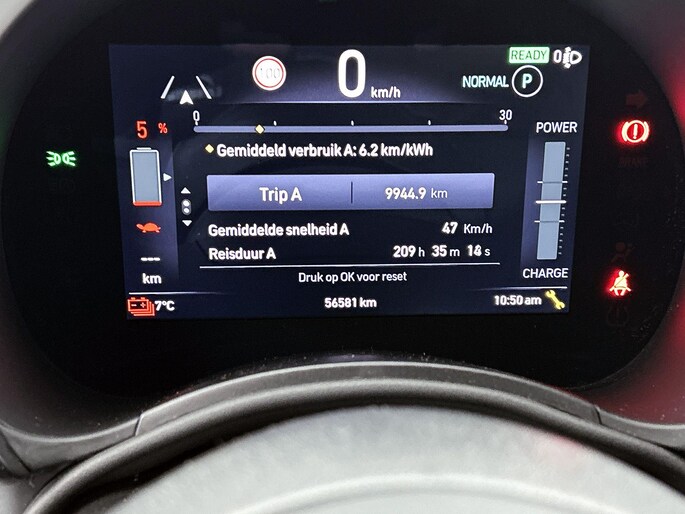 READY
100
0 km/h
NORMAL P
5 %
0 30
POWER
Gemiddeld verbruik A: 6.2 km/kWh
Trip A 9944.9 km
Gemiddelde snelheid A 47 Km/h
Reisduur A 209 h 35 m 14 s
--- km
CHARGE
Druk op OK voor reset
7°C 56581 km 10:50 am